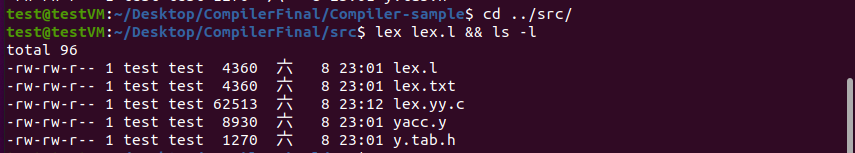 test@testVM:~/Desktop/CompilerFinal/Compiler-sample$ cd ../src/
test@testVM:~/Desktop/CompilerFinal/src$ lex lex.l && ls -l
total 96
-rw-rw-r-- 1 test test  4360  六   8 23:01 lex.l
-rw-rw-r-- 1 test test  4360  六   8 23:01 lex.txt
-rw-rw-r-- 1 test test 62513  六   8 23:12 lex.yy.c
-rw-rw-r-- 1 test test  8930  六   8 23:01 yacc.y
-rw-rw-r-- 1 test test  1270  六   8 23:01 y.tab.h